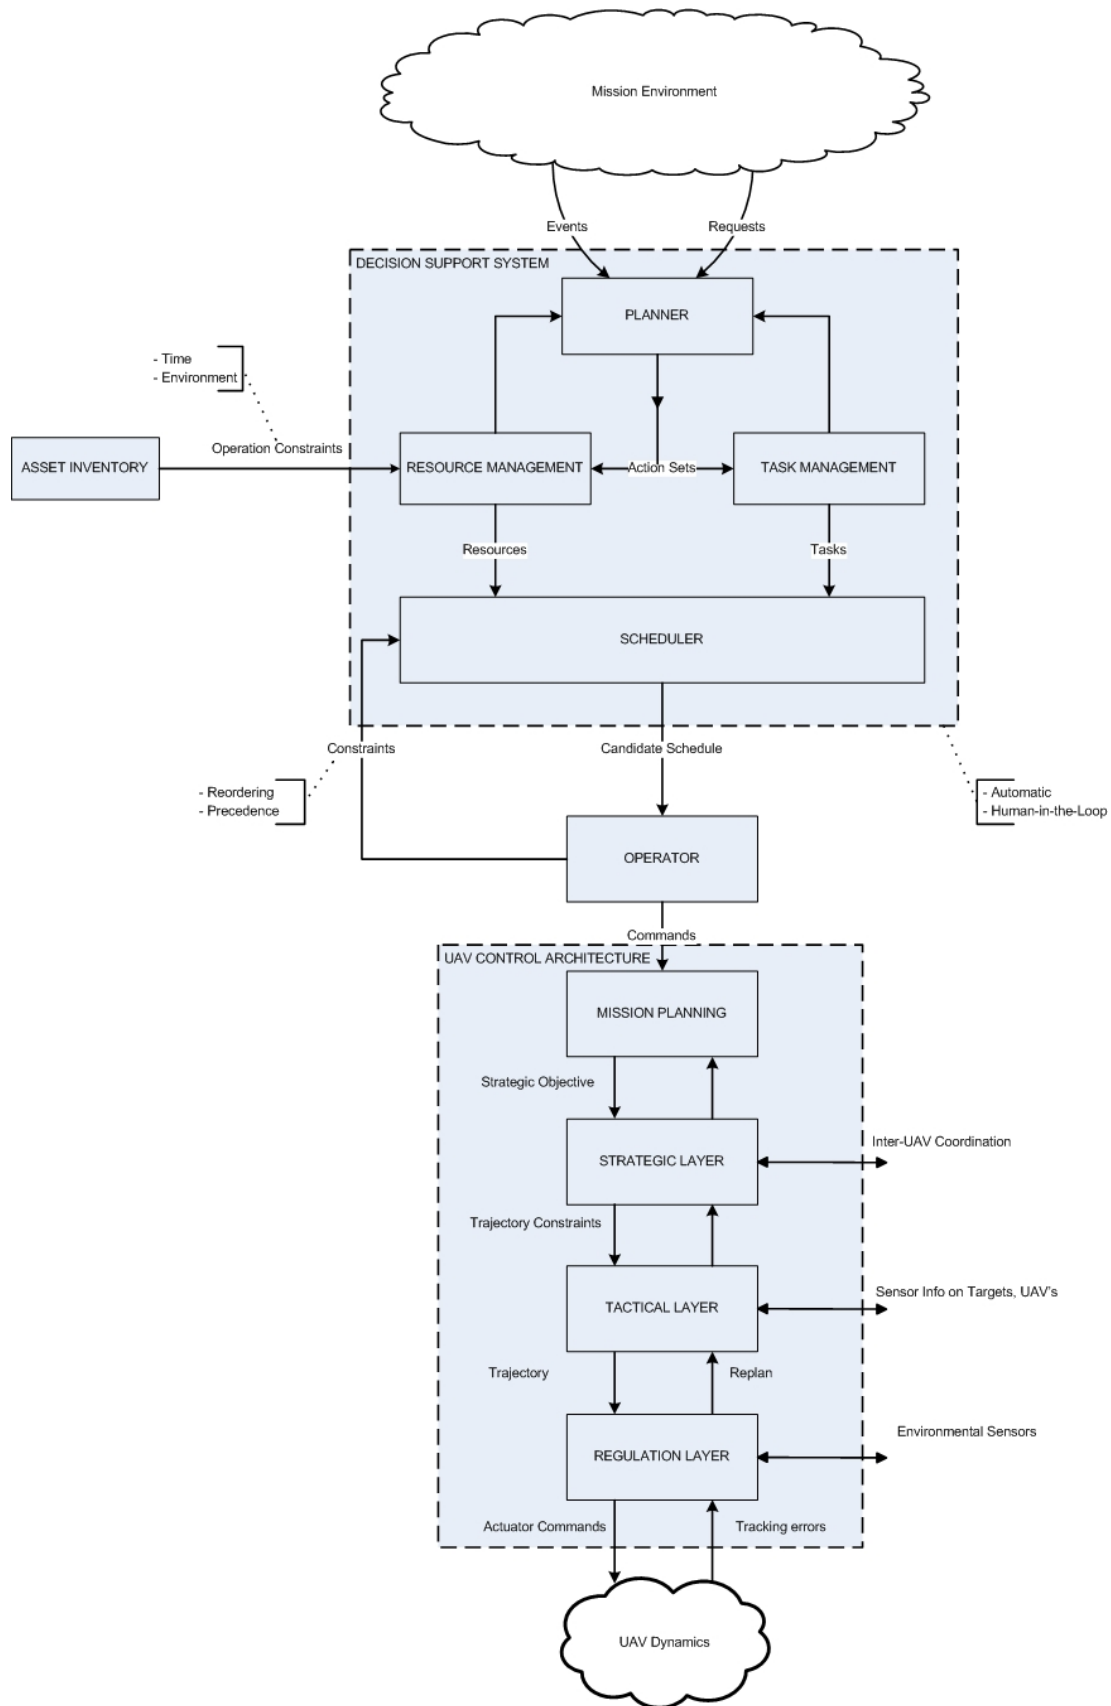 Mission Environment
Events
Requests
DECISION SUPPORT SYSTEM
PLANNER
- Time
- Environment
Operation Constraints
ASSET INVENTORY
RESOURCE MANAGEMENT
Action Sets
TASK MANAGEMENT
Resources
Tasks
SCHEDULER
Constraints
Candidate Schedule
- Reordering
- Precedence
- Automatic
- Human-in-the-Loop
OPERATOR
Commands
UAV CONTROL ARCHITECTURE
MISSION PLANNING
Strategic Objective
STRATEGIC LAYER
Inter-UAV Coordination
Trajectory Constraints
TACTICAL LAYER
Sensor Info on Targets, UAV's
Trajectory
Replan
REGULATION LAYER
Environmental Sensors
Actuator Commands
Tracking errors
UAV Dynamics